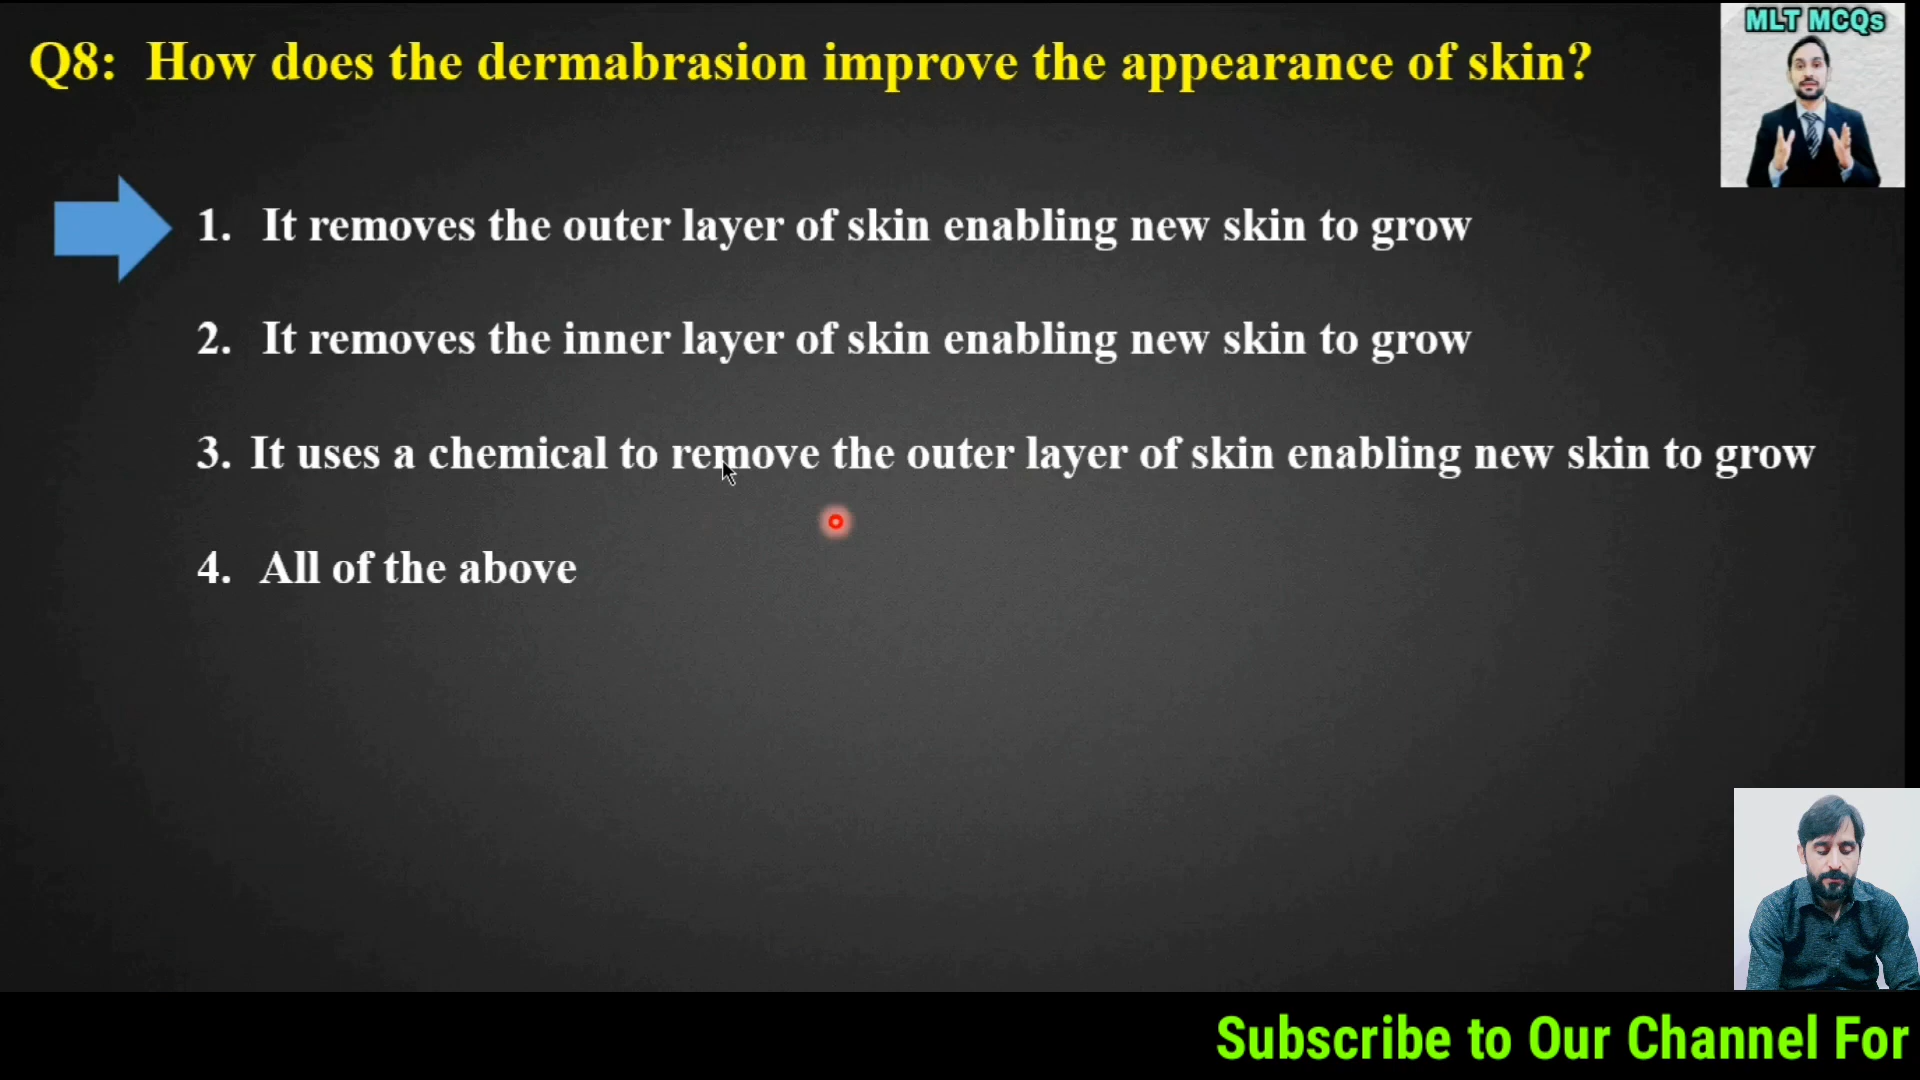 MLT MCQs
Q8: How does the dermabrasion improve the appearance of skin?
1. It removes the outer layer of skin enabling new skin to grow
2. It removes the inner layer of skin enabling new skin to grow
3. It uses a chemical to remove the outer layer of skin enabling new skin to grow
4. All of the above
Subscribe to Our Channel For